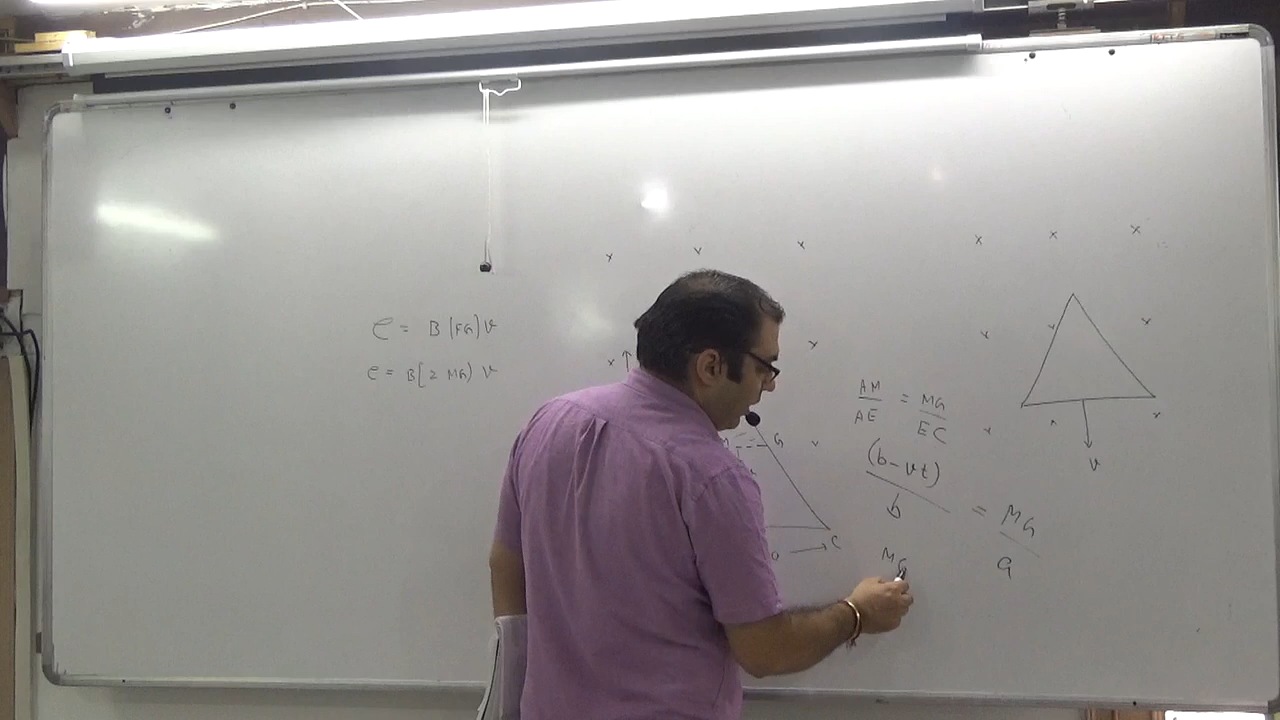 e = B(FG)V
e = B[2 MG) V
G
C
a
AM/AE = MG/EC
(b-vt)/b = MG/a
MG
v